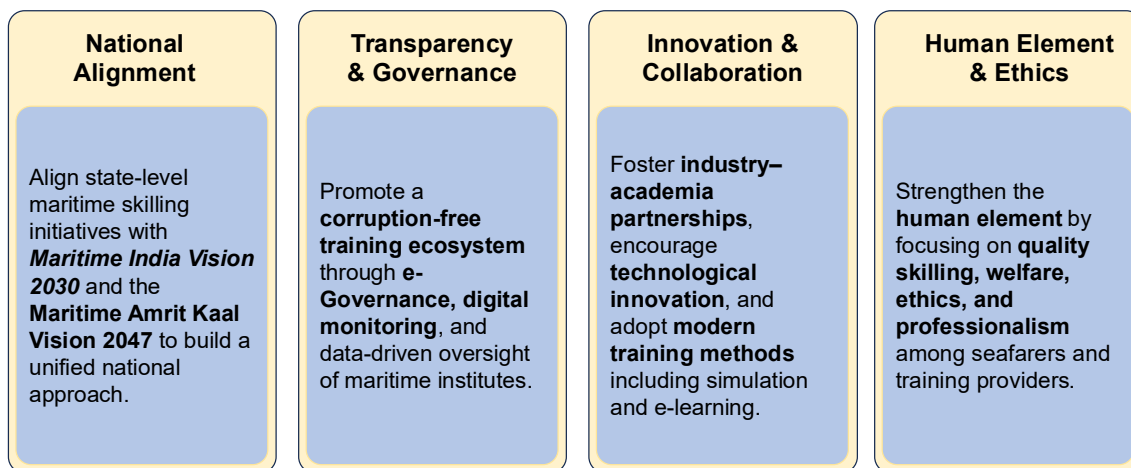 National
Alignment
Align state-level
maritime skilling
initiatives with
Maritime India Vision
2030 and the
Maritime Amrit Kaal
Vision 2047 to build a
unified national
approach.
Transparency
& Governance
Promote a
corruption-free
training ecosystem
through e-
Governance, digital
monitoring, and
data-driven oversight
of maritime institutes.
Innovation &
Collaboration
Foster industry–
academia
partnerships,
encourage
technological
innovation, and
adopt modern
training methods
including simulation
and e-learning.
Human Element
& Ethics
Strengthen the
human element by
focusing on quality
skilling, welfare,
ethics, and
professionalism
among seafarers and
training providers.